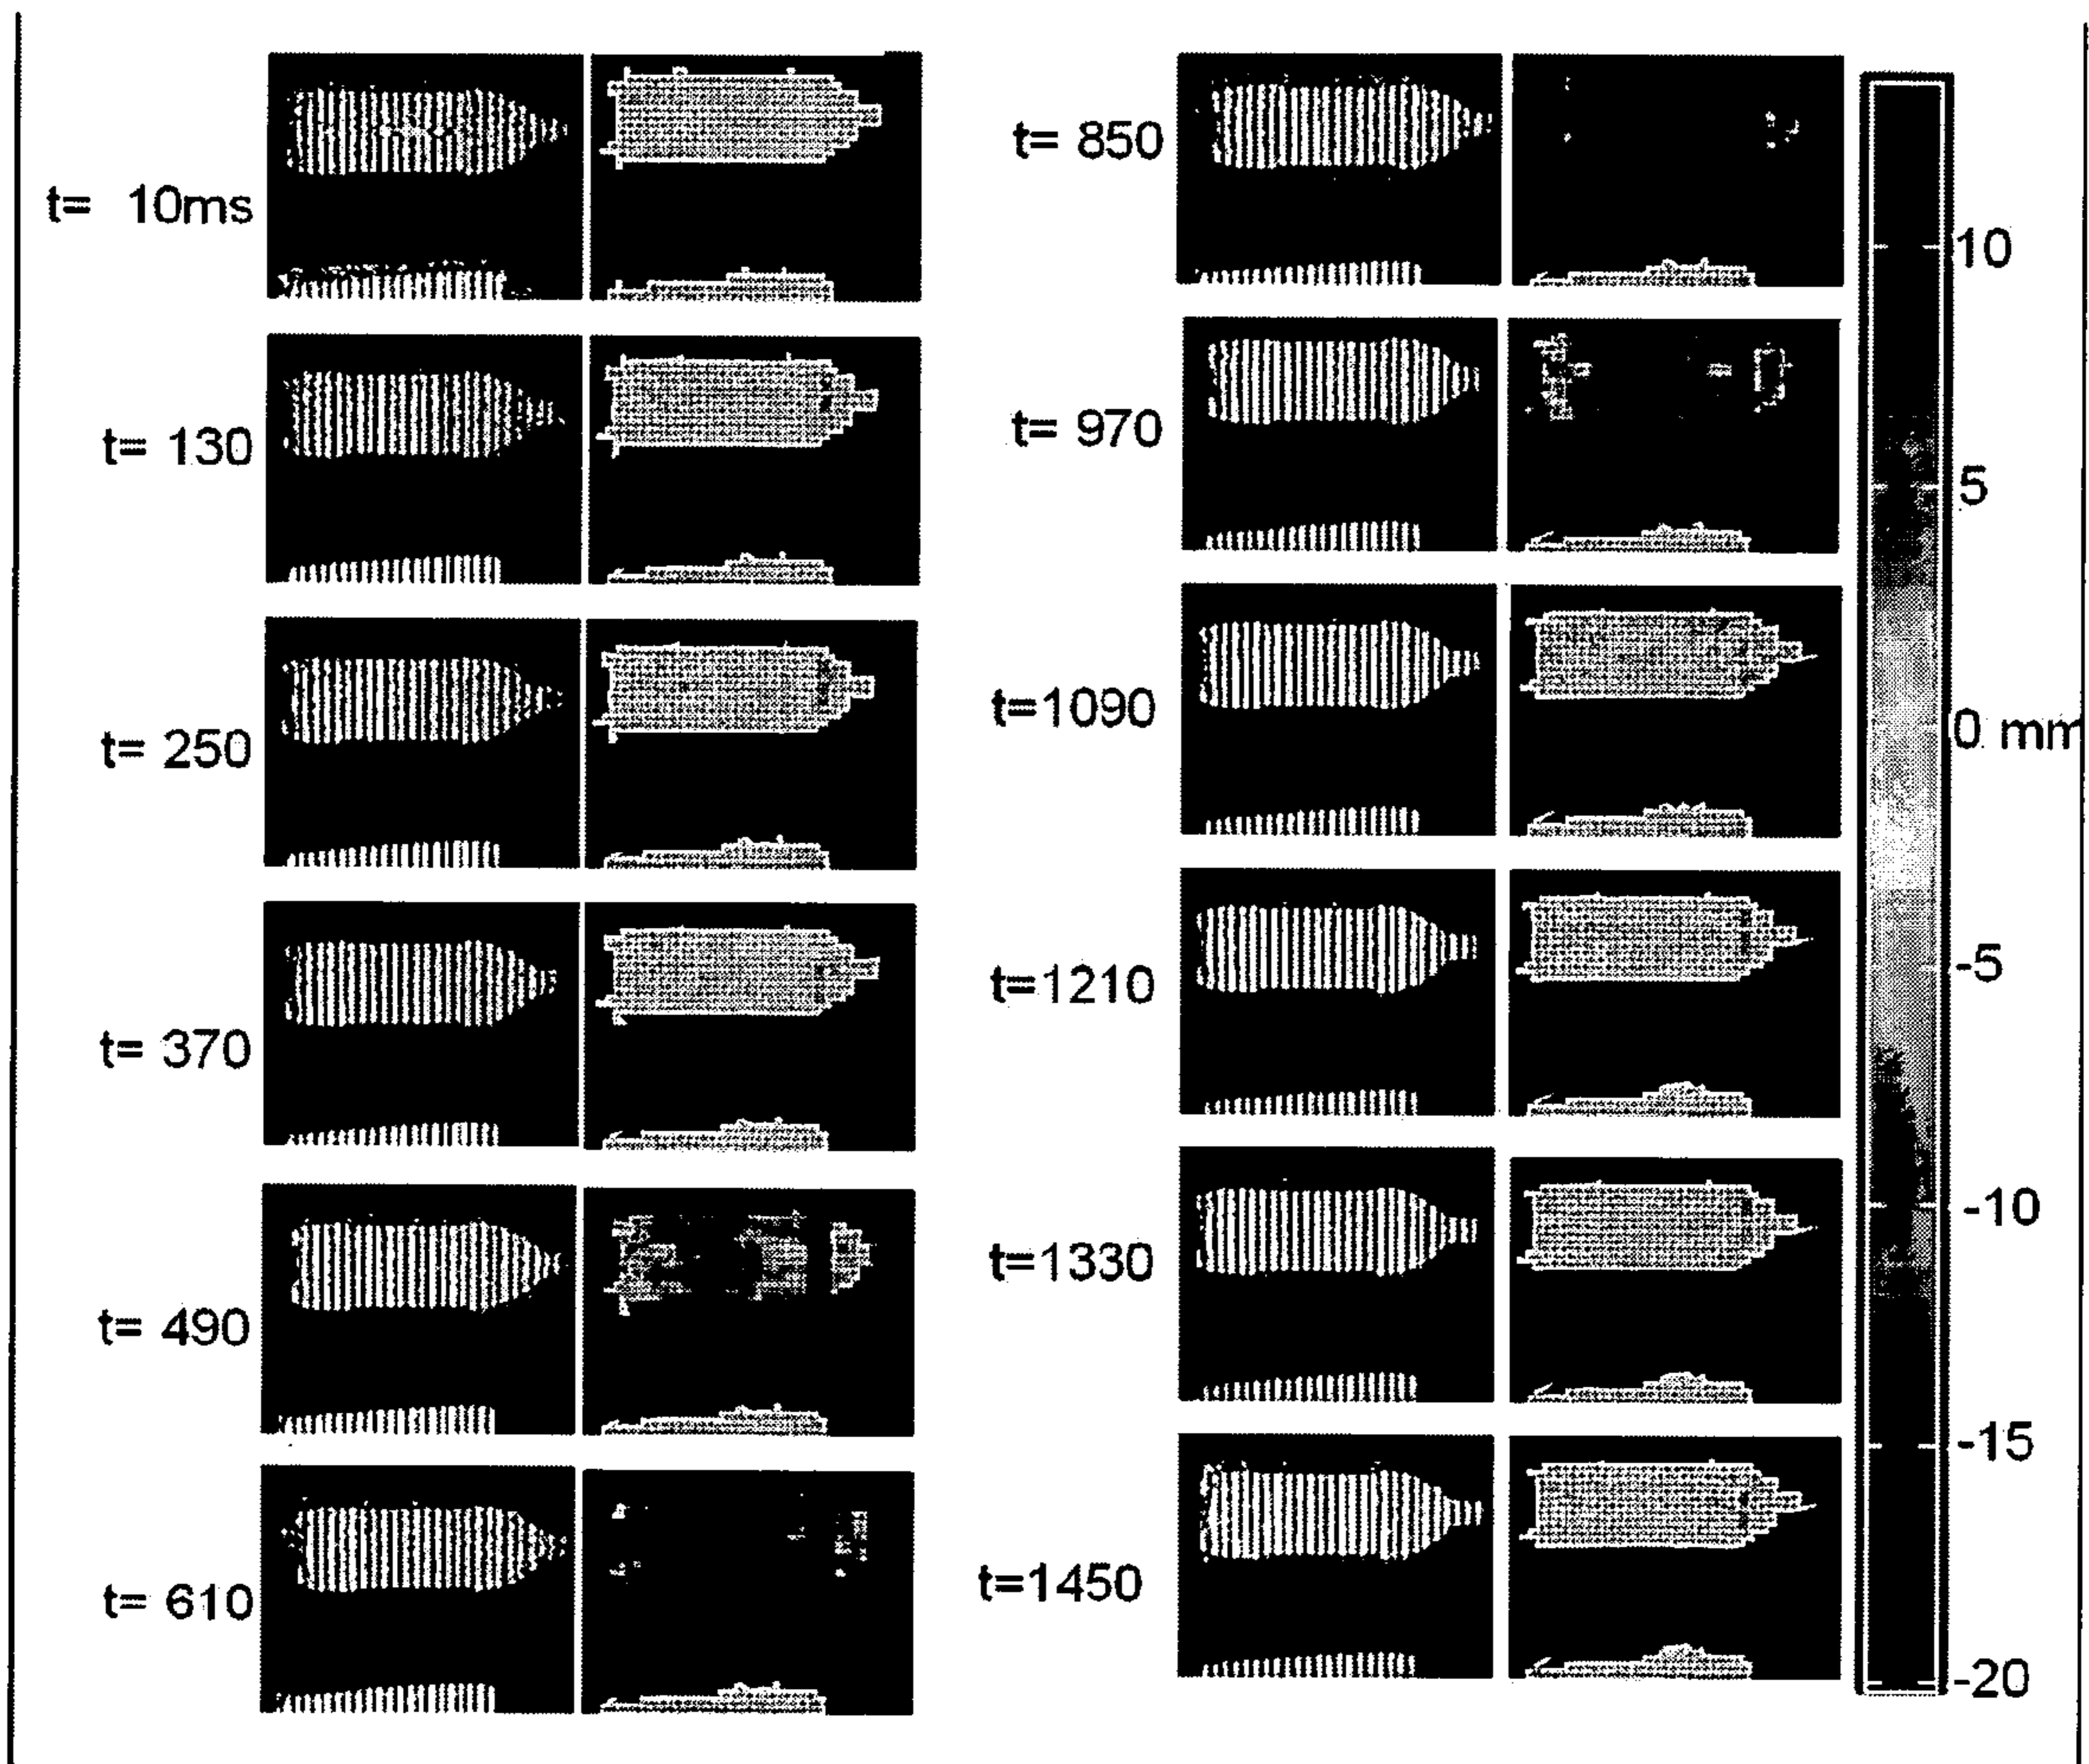 t= 10ms
t= 130
t= 250
t= 370
t= 490
t= 610
t= 850
t= 970
t=1090
t=1210
t=1330
t=1450
10
5
0 mm
-5
-10
-15
-20